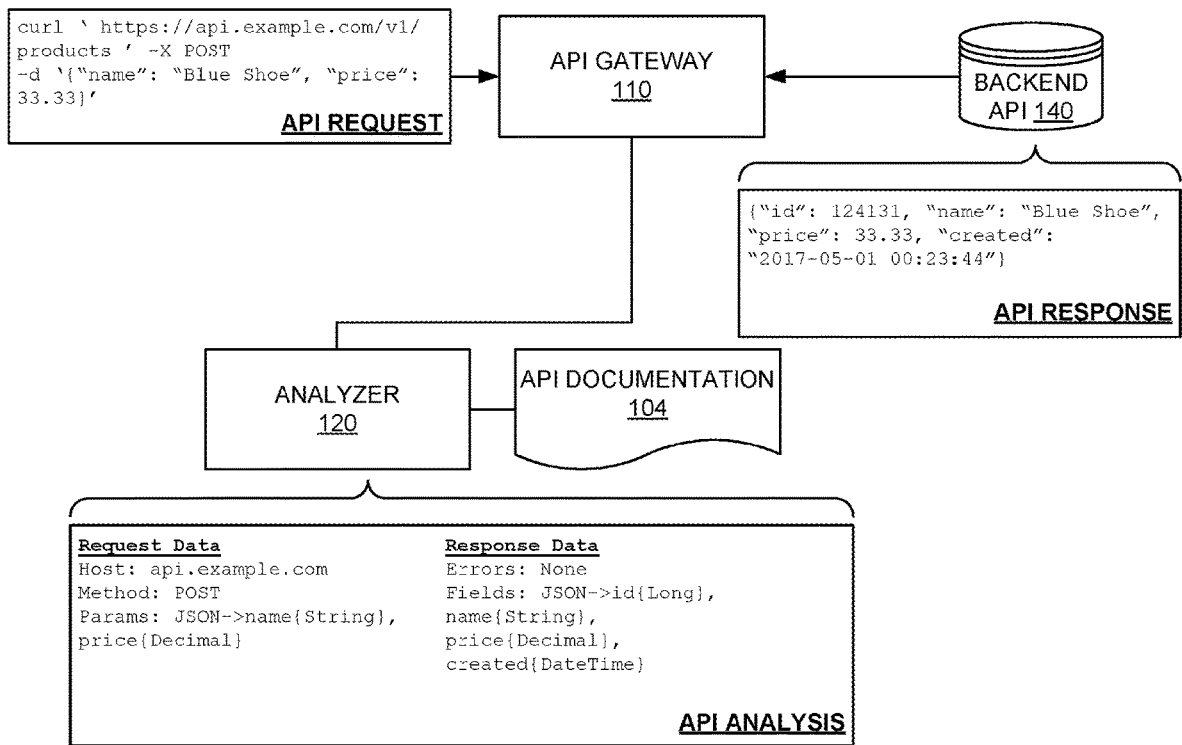 curl ‘ https://api.example.com/v1/
products ’ -X POST
-d ‘{“name”: “Blue Shoe”, “price”:
33.33}’
API REQUEST
API GATEWAY
110
BACKEND
API 140
{“id”: 124131, “name”: “Blue Shoe”,
“price”: 33.33, “created”:
“2017-05-01 00:23:44”}
API RESPONSE
ANALYZER
120
API DOCUMENTATION
104
Request Data
Host: api.example.com
Method: POST
Params: JSON->name{String},
price{Decimal}
Response Data
Errors: None
Fields: JSON->id{Long},
name{String},
price{Decimal},
created{DateTime}
API ANALYSIS